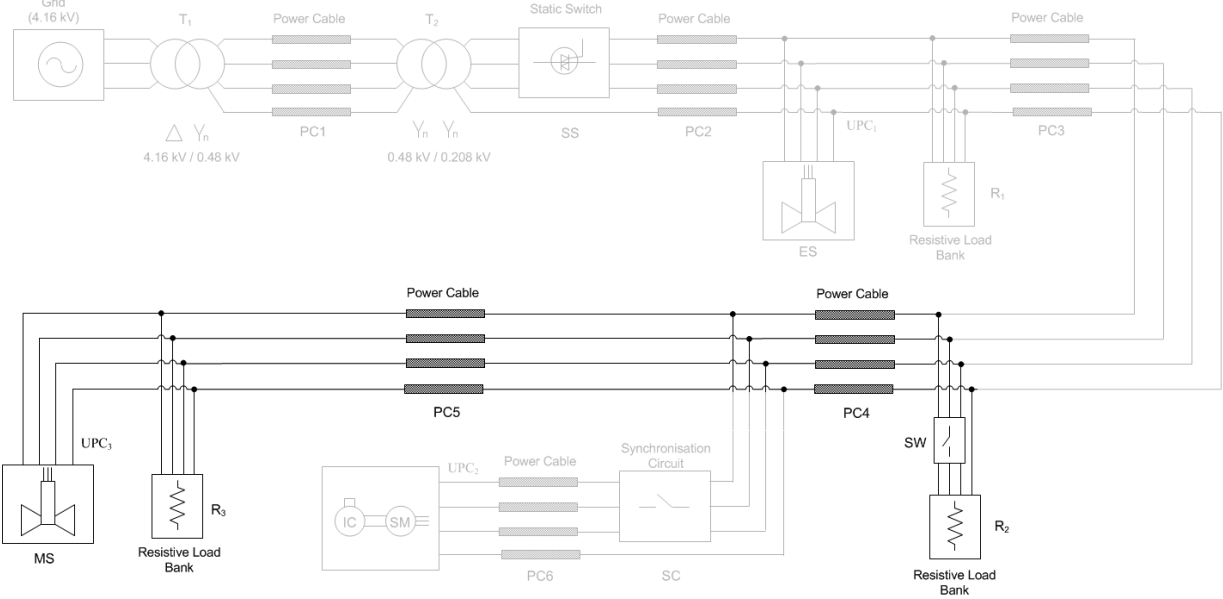 Grid
(4.16 kV)
T₁
Power Cable
T₂
Static Switch
Power Cable
Power Cable
PC1
SS
PC2
UPC₁
PC3
Δ Yₙ
4.16 kV / 0.48 kV
Yₙ Yₙ
0.48 kV / 0.208 kV
ES
R₁
Resistive Load
Bank
Power Cable
Power Cable
PC5
PC4
UPC₃
SW
MS
R₃
Resistive Load
Bank
UPC₂
Power Cable
Synchronisation
Circuit
IC
SM
PC6
SC
R₂
Resistive Load
Bank